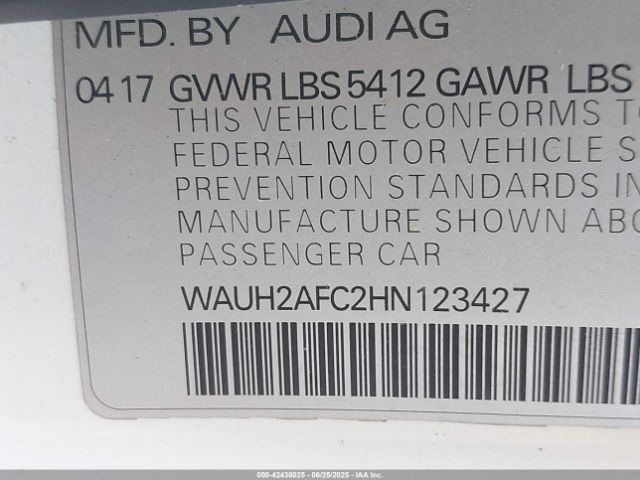 MFD. BY AUDI AG
04 17 GVWR LBS 5412 GAWR LBS
THIS VEHICLE CONFORMS TO
FEDERAL MOTOR VEHICLE S
PREVENTION STANDARDS IN
MANUFACTURE SHOWN ABO
PASSENGER CAR
WAUH2AFC2HN123427
000-42438025 - 06/25/2025 - IAA Inc.